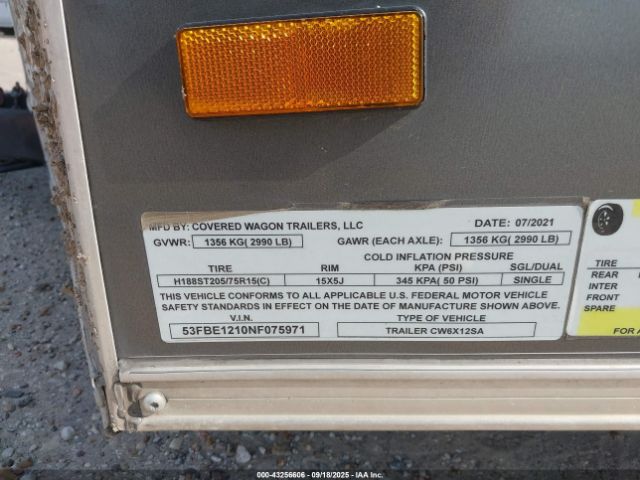 MFD BY: COVERED WAGON TRAILERS, LLC DATE: 07/2021
GVWR: 1356 KG( 2990 LB) GAWR (EACH AXLE): 1356 KG( 2990 LB)
COLD INFLATION PRESSURE
TIRE RIM KPA (PSI) SGL/DUAL
H188ST205/75R15(C) 15X5J 345 KPA( 50 PSI) SINGLE
THIS VEHICLE CONFORMS TO ALL APPLICABLE U.S. FEDERAL MOTOR VEHICLE
SAFETY STANDARDS IN EFFECT ON THE DATE OF MANUFACTURE SHOWN ABOVE.
V.I.N. TYPE OF VEHICLE
53FBE1210NF075971 TRAILER CW6X12SA
TIRE
REAR
INTER
FRONT
SPARE
FOR
000-43256606 - 09/18/2025 - IAA Inc.